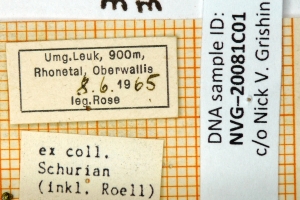 Umg.Leuk, 900m,
Rhonetal, Oberwallis
8.6.1965
leg.Rose
ex coll.
Schurian
(inkl. Roell)
DNA sample ID:
NVG–20081C01
c/o Nick V. Grishin